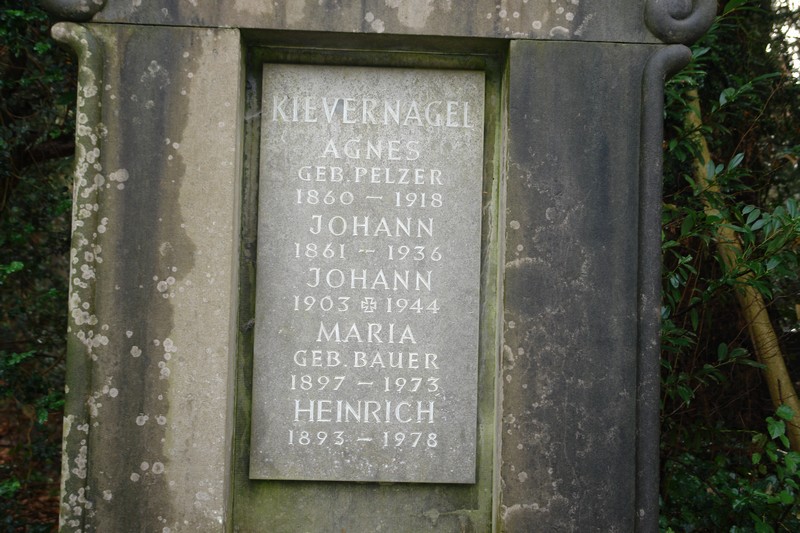 KIEVERNAGEL
AGNES
GEB. PELZER
1860 – 1918
JOHANN
1861 – 1936
JOHANN
1903 ✠ 1944
MARIA
GEB. BAUER
1897 – 1973
HEINRICH
1893 – 1978